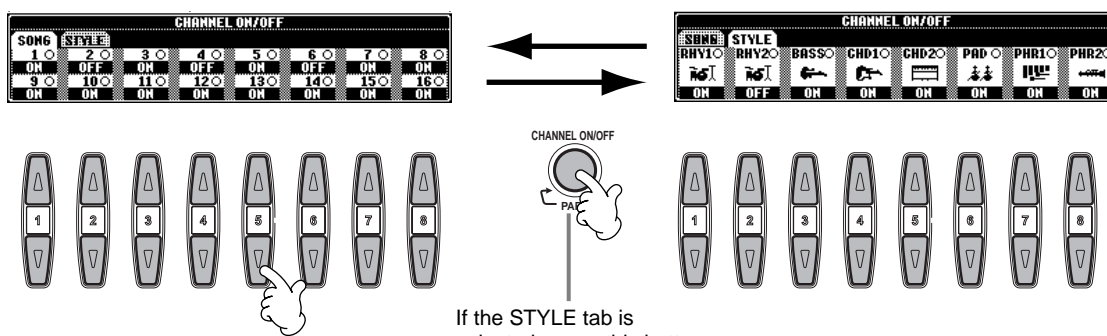 CHANNEL ON/OFF
SONG STYLE
1 2 3 4 5 6 7 8
ON OFF ON OFF ON OFF ON ON
9 10 11 12 13 14 15 16
ON ON ON ON ON ON ON ON
CHANNEL ON/OFF
SONG STYLE
RHY1 RHY2 BASS CHD1 CHD2 PAD PHR1 PHR2
ON OFF ON ON ON ON ON ON
1 2 3 4 5 6 7 8
CHANNEL ON/OFF
1 2 3 4 5 6 7 8
If the STYLE tab is